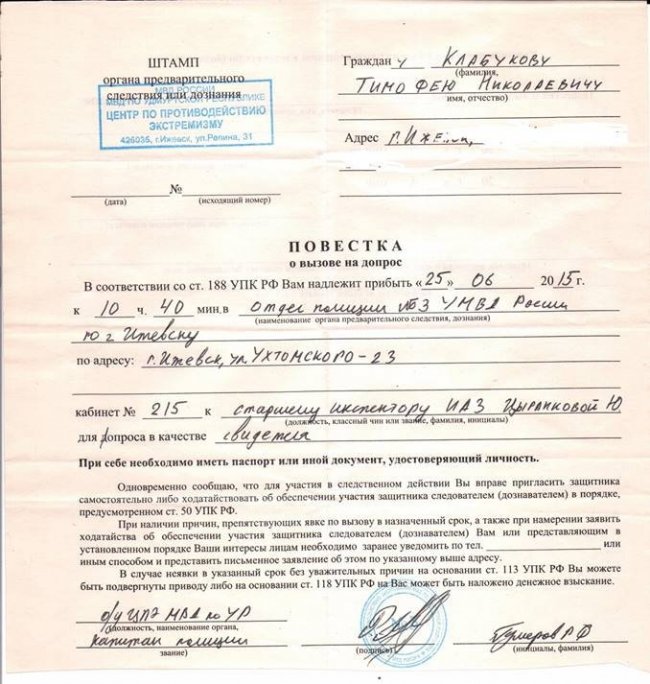 ШТАМП
органа предварительного
следствия или дознания
МВД РОССИИ
МВД ПО УДМУРТСКОЙ РЕСПУБЛИКЕ
ЦЕНТР ПО ПРОТИВОДЕЙСТВИЮ
ЭКСТРЕМИЗМУ
426035, г.Ижевск, ул.Репина, 31
№
(дата) (исходящий номер)
Граждан у Клабукову
(фамилия,
Тимофею Николаевичу
имя, отчество)
Адрес г. Ижевск,
ПОВЕСТКА
о вызове на допрос
В соответствии со ст. 188 УПК РФ Вам надлежит прибыть «25» 06 2015 г.
к 10 ч. 40 мин. в отдел полиции №3 УМВД России
(наименование органа предварительного следствия, дознания)
г Ижевску
по адресу: г. Ижевск, ул. Ухтомского-23
кабинет № 215 к старшему инспектору ИАЗ Ю
(должность, классный чин или звание, фамилия, инициалы)
для допроса в качестве свидетеля
При себе необходимо иметь паспорт или иной документ, удостоверяющий личность.
Одновременно сообщаю, что для участия в следственном действии Вы вправе пригласить защитника
самостоятельно либо ходатайствовать об обеспечении участия защитника следователем (дознавателем) в порядке,
предусмотренном ст. 50 УПК РФ.
При наличии причин, препятствующих явке по вызову в назначенный срок, а также при намерении заявить
ходатайства об обеспечении участия защитника следователем (дознавателем) Вам или представляющим в
установленном порядке Ваши интересы лицам необходимо заранее уведомить по тел. или
иным способом и представить письменное заявление об этом по указанному выше адресу.
В случае неявки в указанный срок без уважительных причин на основании ст. 113 УПК РФ Вы можете
быть подвергнуты приводу либо на основании ст. 118 УПК РФ на Вас может быть наложено денежное взыскание.
о/у ЦПЭ МВД по УР
(должность, наименование органа,
капитан полиции
звание) (подпись) (инициалы, фамилия)